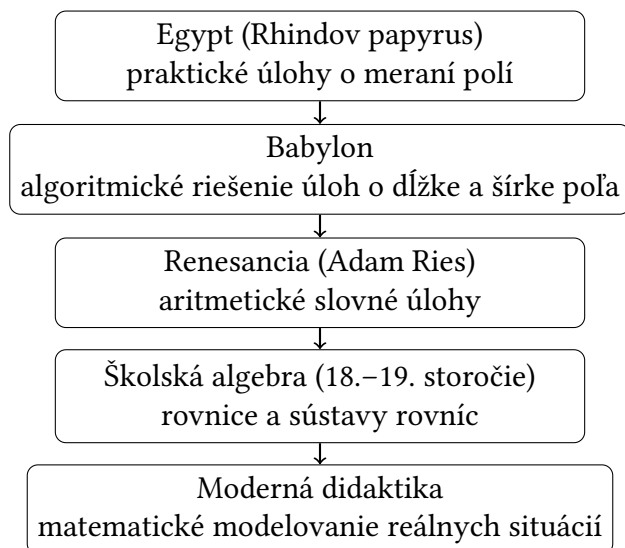 Egypt (Rhindov papyrus)
praktické úlohy o meraní polí
Babylon
algoritmické riešenie úloh o dĺžke a šírke poľa
Renesancia (Adam Ries)
aritmetické slovné úlohy
Školská algebra (18.–19. storočie)
rovnice a sústavy rovníc
Moderná didaktika
matematické modelovanie reálnych situácií